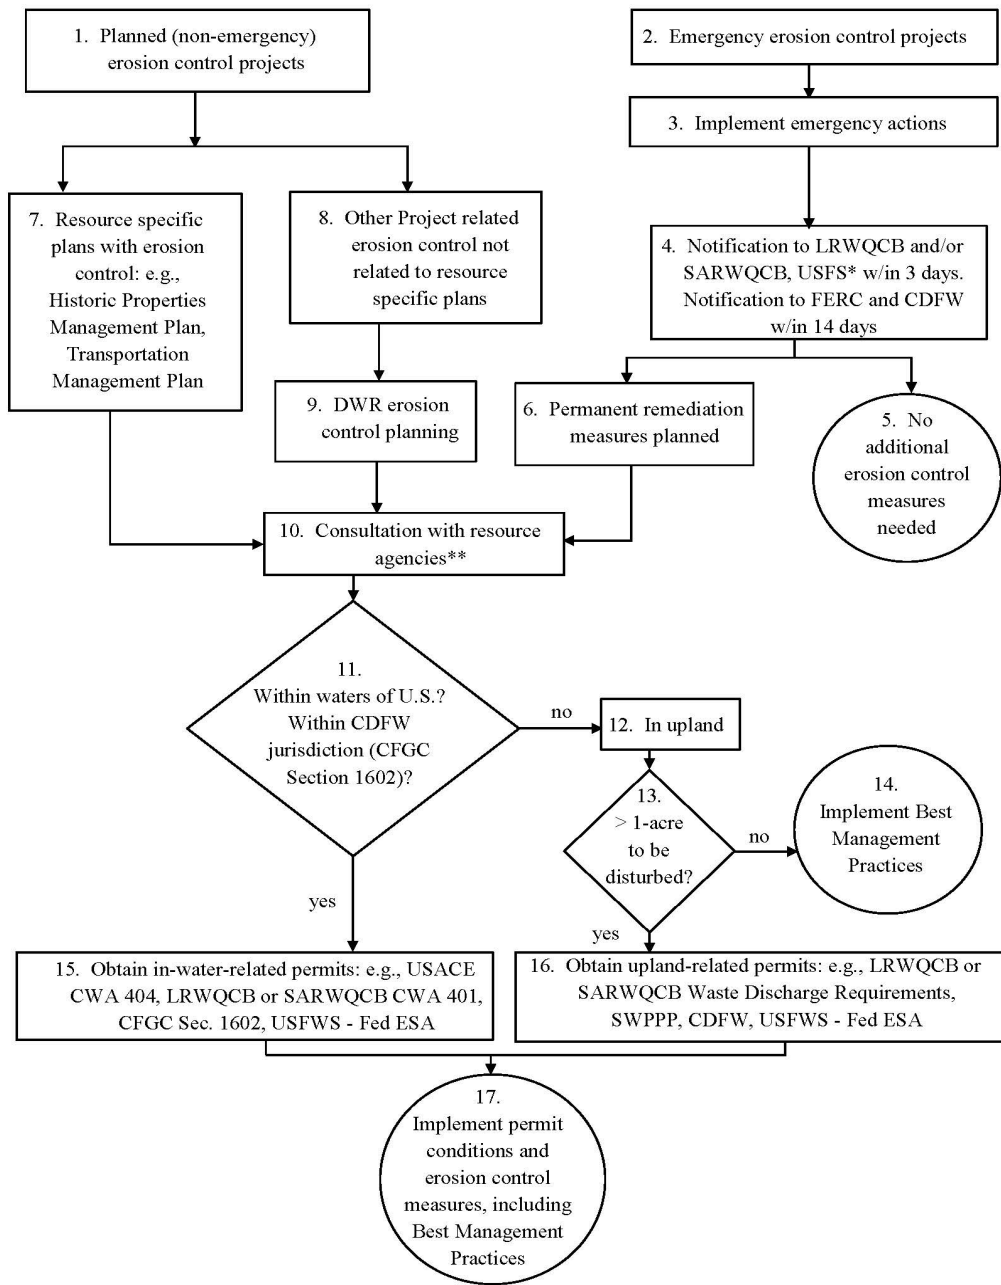 1. Planned (non-emergency)
erosion control projects
2. Emergency erosion control projects
3. Implement emergency actions
7. Resource specific
plans with erosion
control: e.g.,
Historic Properties
Management Plan,
Transportation
Management Plan
8. Other Project related
erosion control not
related to resource
specific plans
4. Notification to LRWQCB and/or
SARWQCB, USFS* w/in 3 days.
Notification to FERC and CDFW
w/in 14 days
9. DWR erosion
control planning
6. Permanent remediation
measures planned
5. No
additional
erosion control
measures
needed
10. Consultation with resource
agencies**
11.
Within waters of U.S.?
Within CDFW
jurisdiction (CFGC
Section 1602)?
no
12. In upland
13.
> 1-acre
to be
disturbed?
no
14.
Implement Best
Management
Practices
yes
yes
15. Obtain in-water-related permits: e.g., USACE
CWA 404, LRWQCB or SARWQCB CWA 401,
CFGC Sec. 1602, USFWS - Fed ESA
16. Obtain upland-related permits: e.g., LRWQCB or
SARWQCB Waste Discharge Requirements,
SWPPP, CDFW, USFWS - Fed ESA
17.
Implement permit
conditions and
erosion control
measures, including
Best Management
Practices